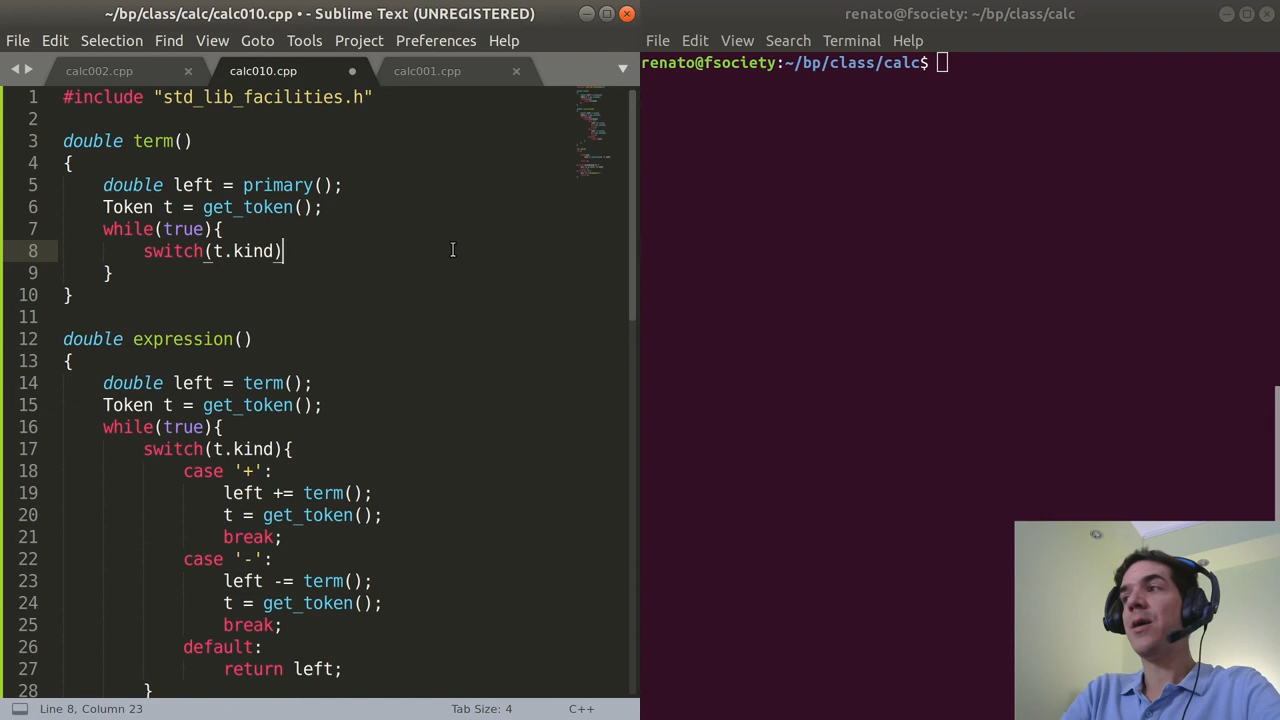 ~/bp/class/calc/calc010.cpp • - Sublime Text (UNREGISTERED)
File Edit Selection Find View Goto Tools Project Preferences Help
calc002.cpp calc010.cpp calc001.cpp
1 #include "std_lib_facilities.h"
2
3 double term()
4 {
5 double left = primary();
6 Token t = get_token();
7 while(true){
8 switch(t.kind)
9 }
10 }
11
12 double expression()
13 {
14 double left = term();
15 Token t = get_token();
16 while(true){
17 switch(t.kind){
18 case '+':
19 left += term();
20 t = get_token();
21 break;
22 case '-':
23 left -= term();
24 t = get_token();
25 break;
26 default:
27 return left;
28 }
Line 8, Column 23 Tab Size: 4 C++
renato@fsociety: ~/bp/class/calc
File Edit View Search Terminal Help
renato@fsociety:~/bp/class/calc$